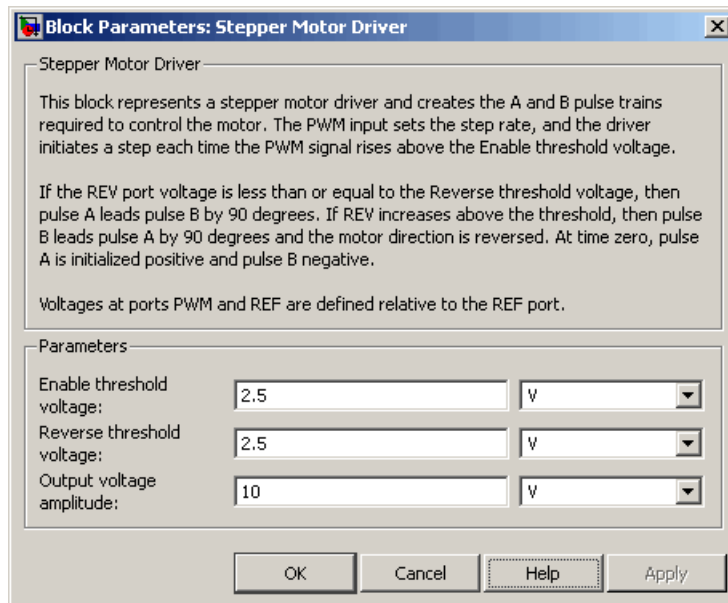 Block Parameters: Stepper Motor Driver
Stepper Motor Driver
This block represents a stepper motor driver and creates the A and B pulse trains
required to control the motor. The PWM input sets the step rate, and the driver
initiates a step each time the PWM signal rises above the Enable threshold voltage.
If the REV port voltage is less than or equal to the Reverse threshold voltage, then
pulse A leads pulse B by 90 degrees. If REV increases above the threshold, then pulse
B leads pulse A by 90 degrees and the motor direction is reversed. At time zero, pulse
A is initialized positive and pulse B negative.
Voltages at ports PWM and REF are defined relative to the REF port.
Parameters
Enable threshold
voltage:
2.5 V
Reverse threshold
voltage:
2.5 V
Output voltage
amplitude:
10 V
OK Cancel Help Apply